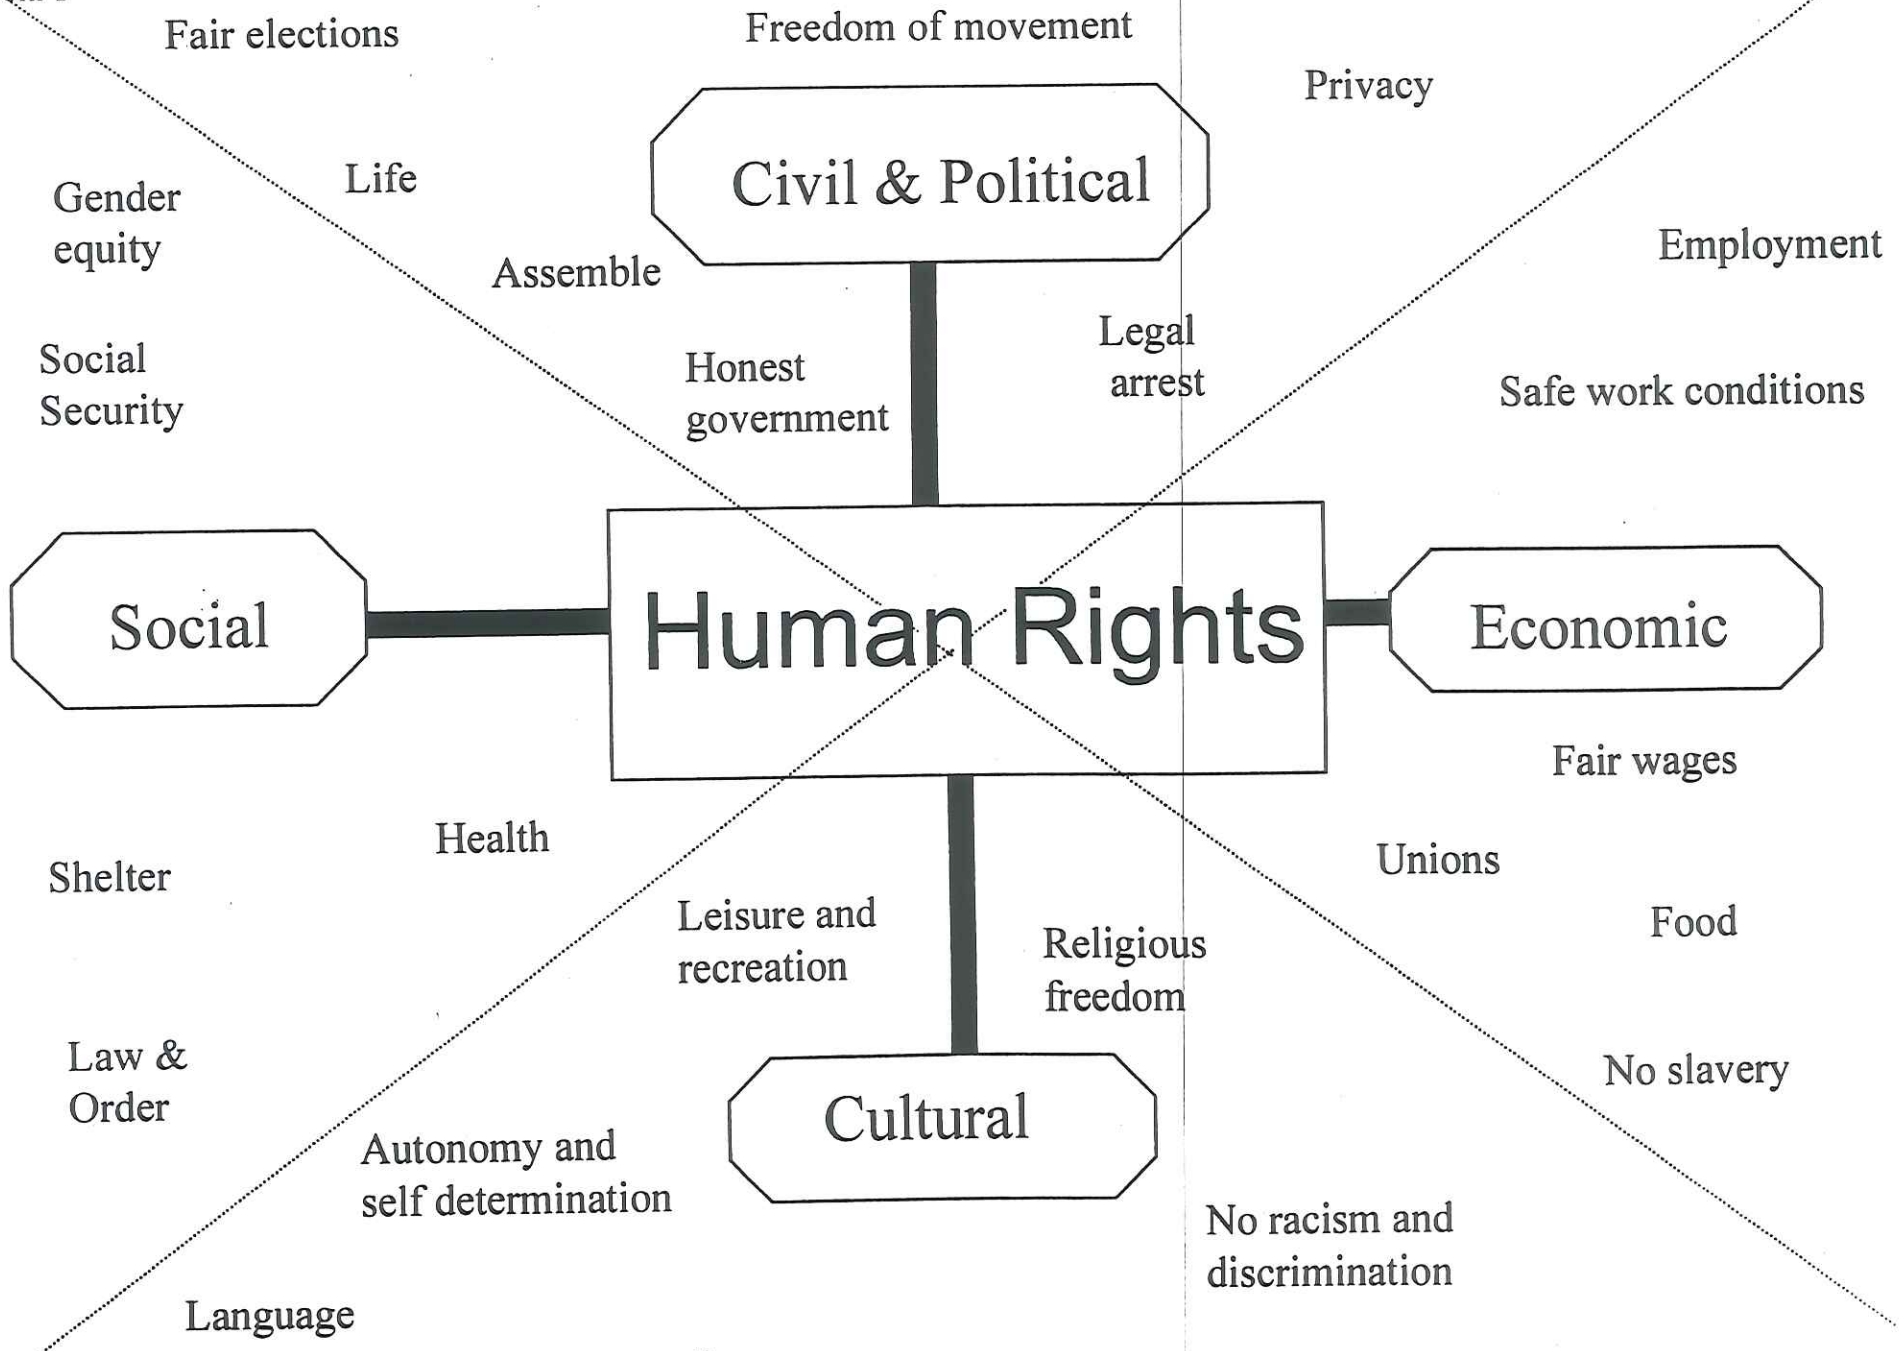 Fair elections
Freedom of movement
Privacy
Civil & Political
Life
Gender
equity
Employment
Assemble
Legal
arrest
Social
Security
Honest
government
Safe work conditions
Social
Human Rights
Economic
Fair wages
Health
Unions
Shelter
Leisure and
recreation
Food
Religious
freedom
Law &
Order
No slavery
Cultural
Autonomy and
self determination
No racism and
discrimination
Language